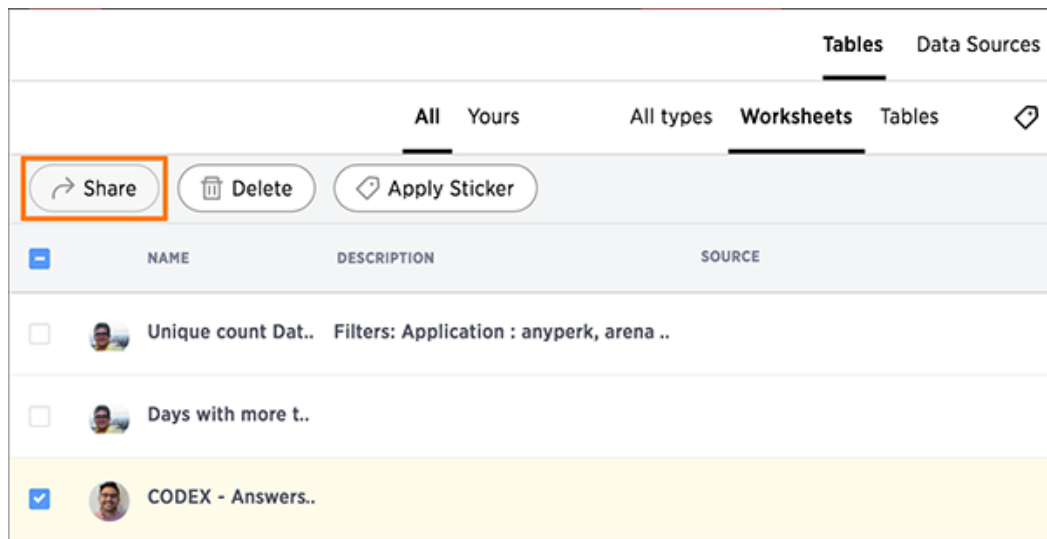 Tables Data Sources
All Yours All types Worksheets Tables
Share Delete Apply Sticker
NAME DESCRIPTION SOURCE
Unique count Dat.. Filters: Application : anyperk, arena ..
Days with more t..
CODEX - Answers..